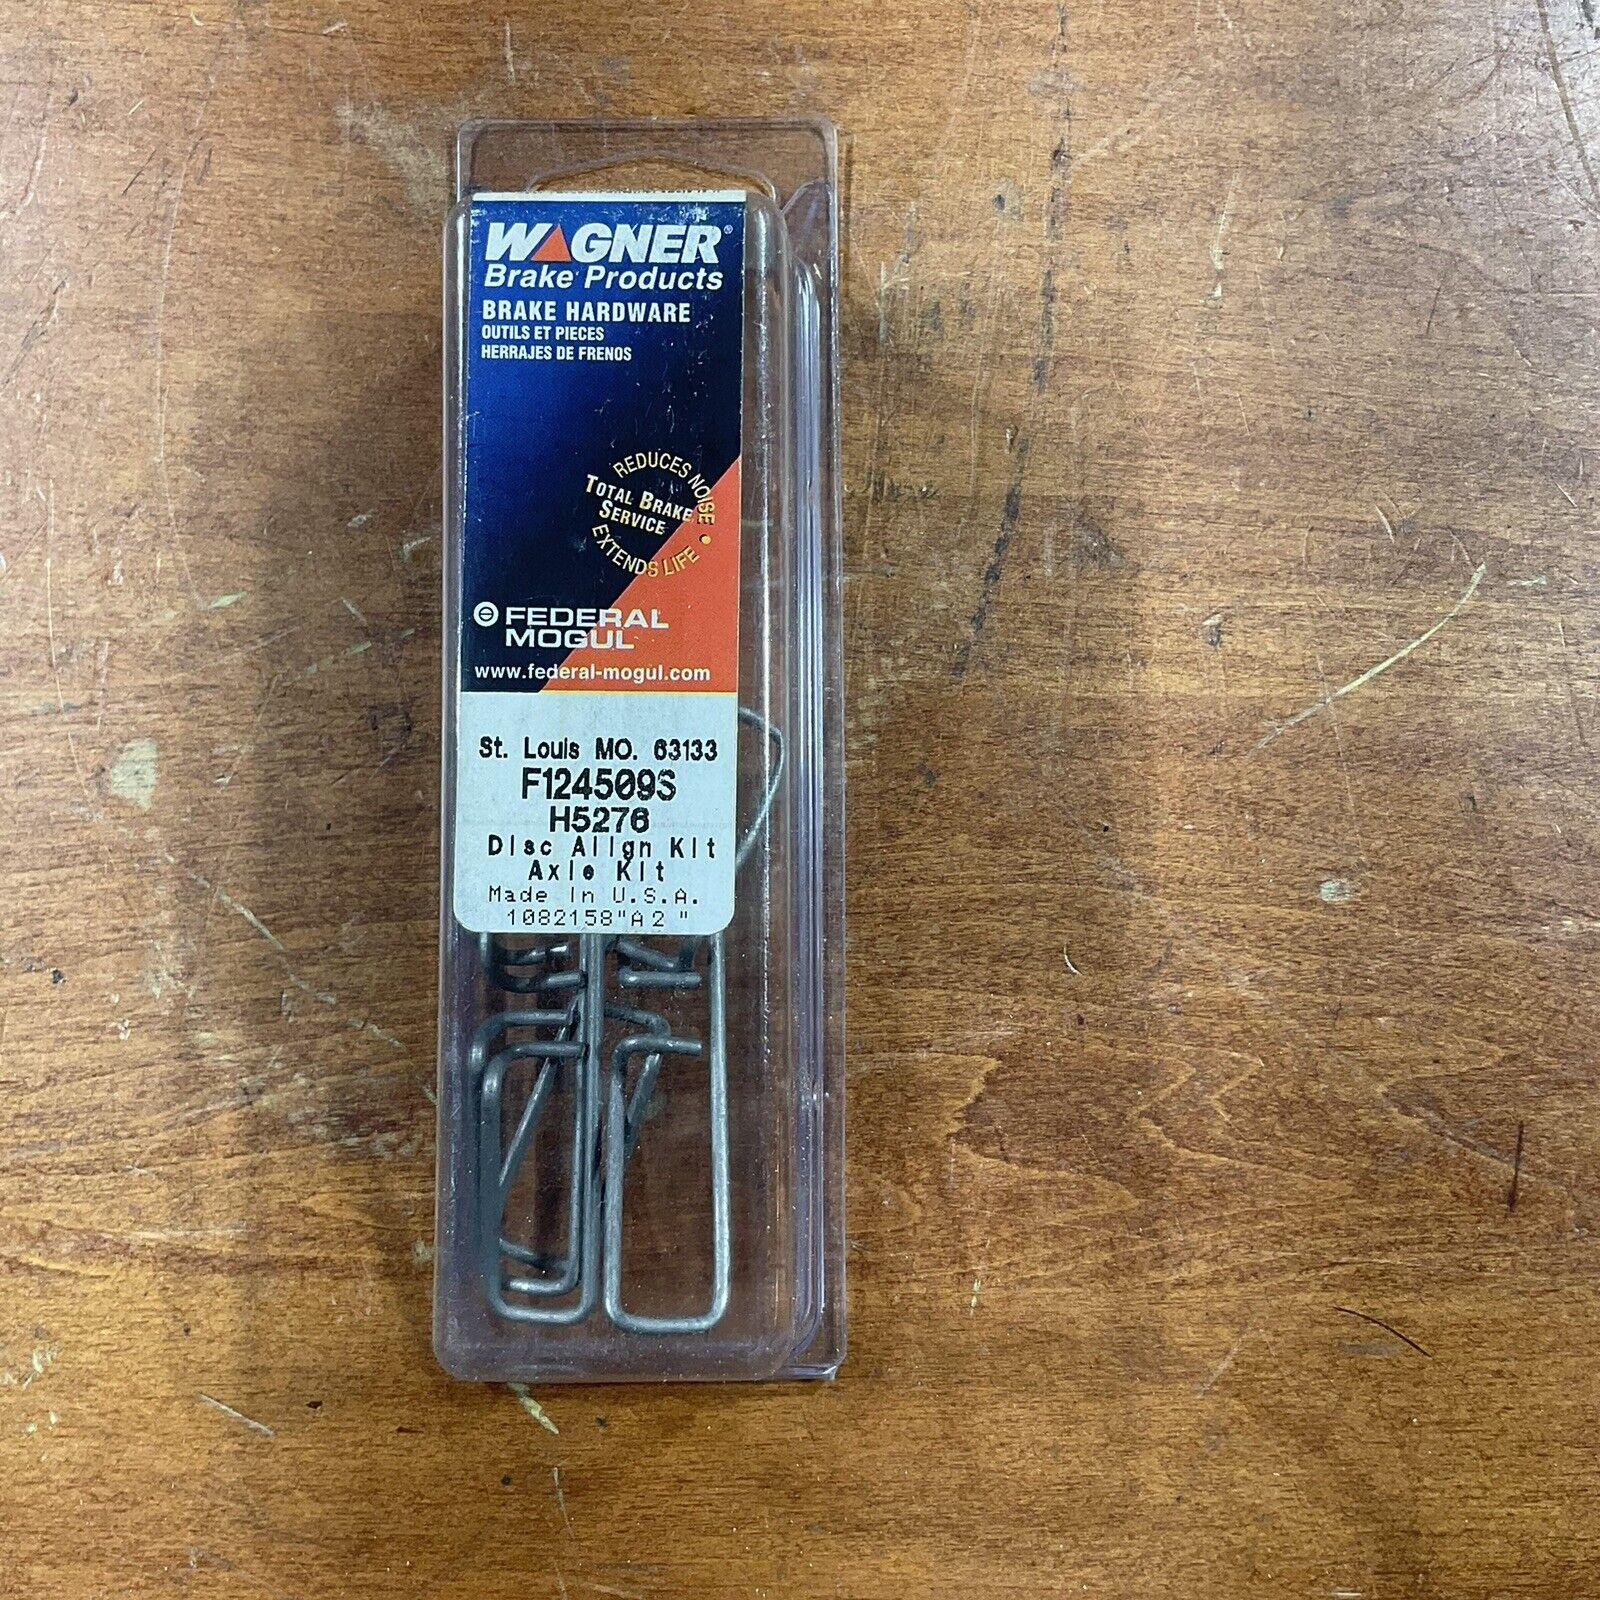 WAGNER®
Brake Products
BRAKE HARDWARE
OUTILS ET PIECES
HERRAJES DE FRENOS
REDUCES NOISE •
TOTAL BRAKE
SERVICE
EXTENDS LIFE
FEDERAL
MOGUL
www.federal-mogul.com
St. Louis MO. 63133
F124509S
H5276
Disc Align Kit
Axle Kit
Made In U.S.A.
1082158"A2 "